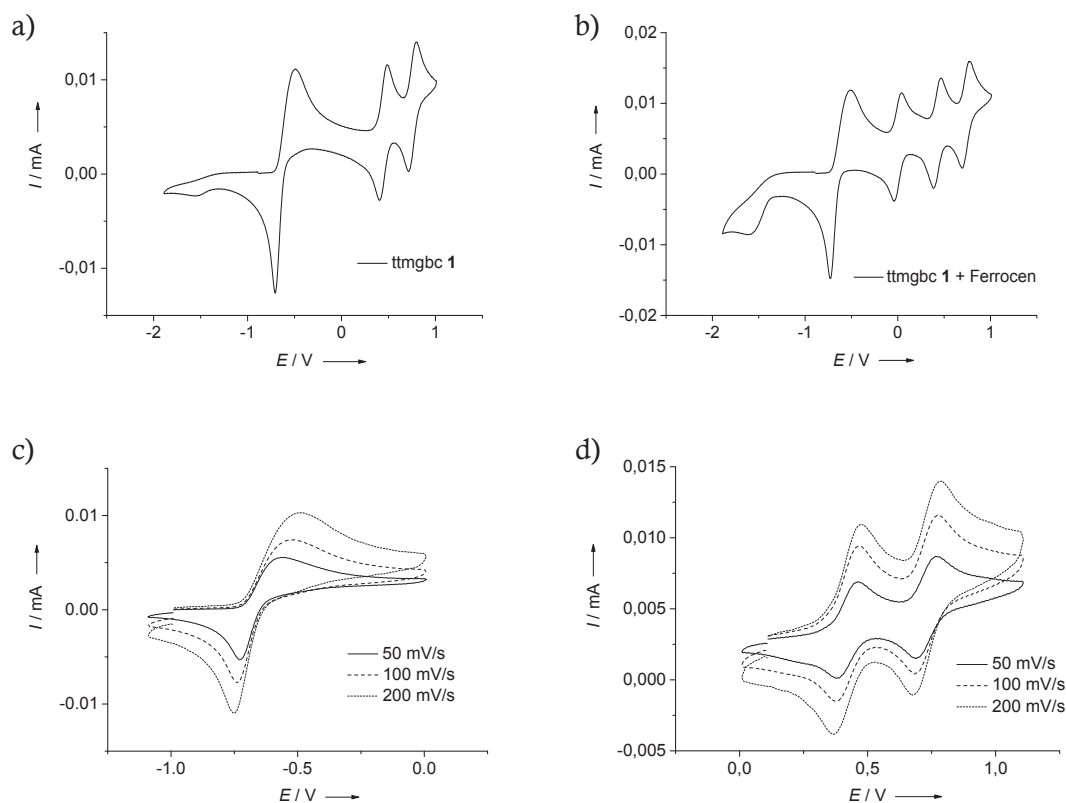 a)
0,01
0,00
-0,01
I / mA
ttmgbc 1
-2
-1
0
1
E / V
b)
0,02
0,01
0,00
-0,01
-0,02
I / mA
ttmgbc 1 + Ferrocen
-2
-1
0
1
E / V
c)
0.01
0.00
-0.01
I / mA
50 mV/s
100 mV/s
200 mV/s
-1.0
-0.5
0.0
E / V
d)
0,015
0,010
0,005
0,000
-0,005
I / mA
50 mV/s
100 mV/s
200 mV/s
0,0
0,5
1,0
E / V